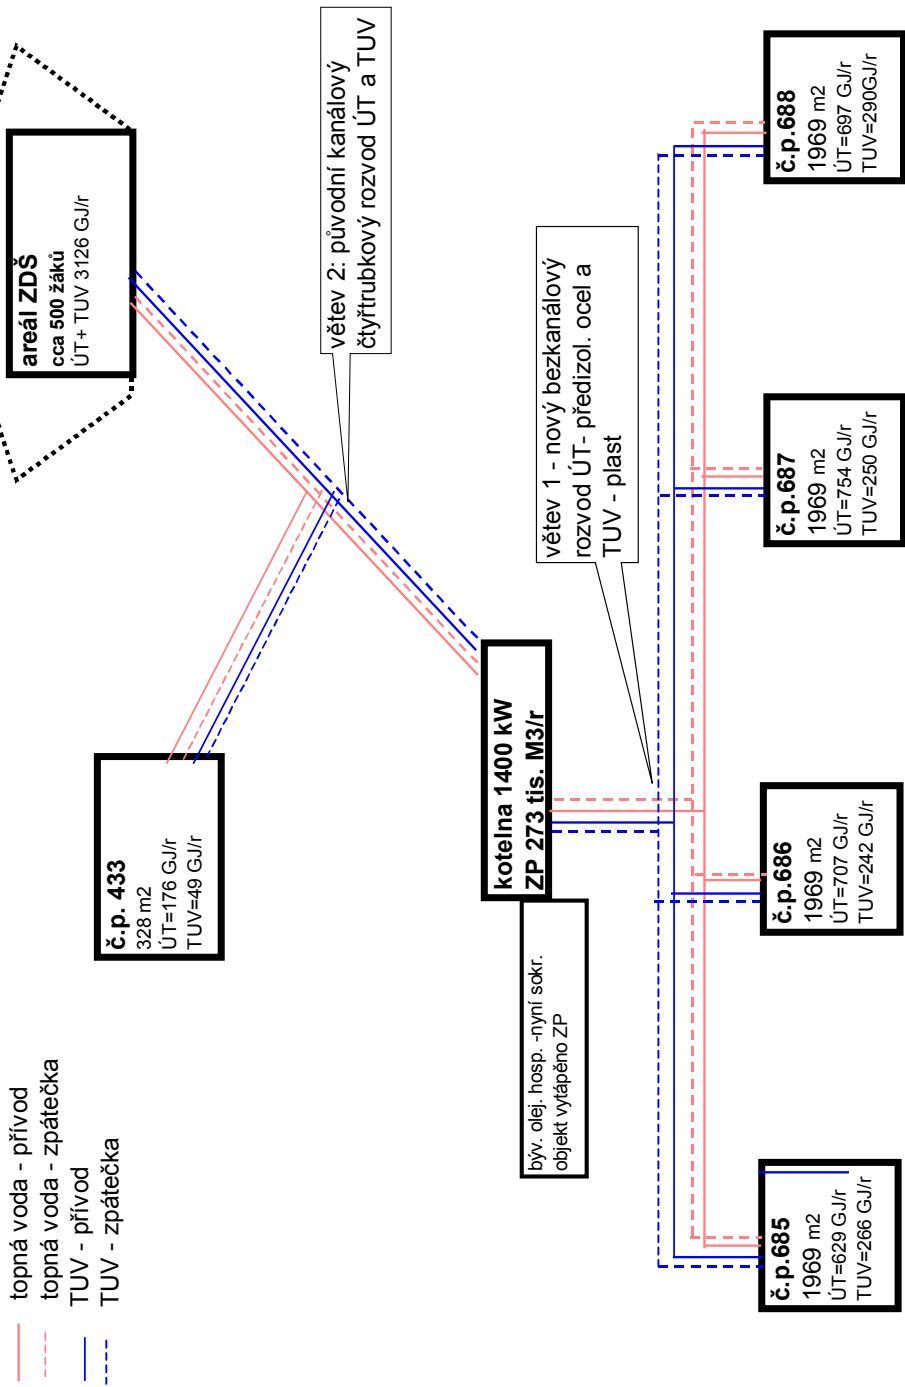 topná voda - přívod
topná voda - zpátečka
TUV - přívod
TUV - zpátečka
č.p. 433
328 m2
ÚT=176 GJ/r
TUV=49 GJ/r
areál ZDŠ
cca 500 žáků
ÚT+ TUV 3126 GJ/r
větev 2: původní kanálový
čtyřtrubkový rozvod ÚT a TUV
kotelna 1400 kW
ZP 273 tis. M3/r
býv. olej. hosp. -nyní sokr.
objekt vytápěno ZP
větev 1 - nový bezkanálový
rozvod ÚT- předizol. ocel a
TUV - plast
č.p.685
1969 m2
ÚT=629 GJ/r
TUV=266 GJ/r
č.p.686
1969 m2
ÚT=707 GJ/r
TUV=242 GJ/r
č.p.687
1969 m2
ÚT=754 GJ/r
TUV=250 GJ/r
č.p.688
1969 m2
ÚT=697 GJ/r
TUV=290GJ/r